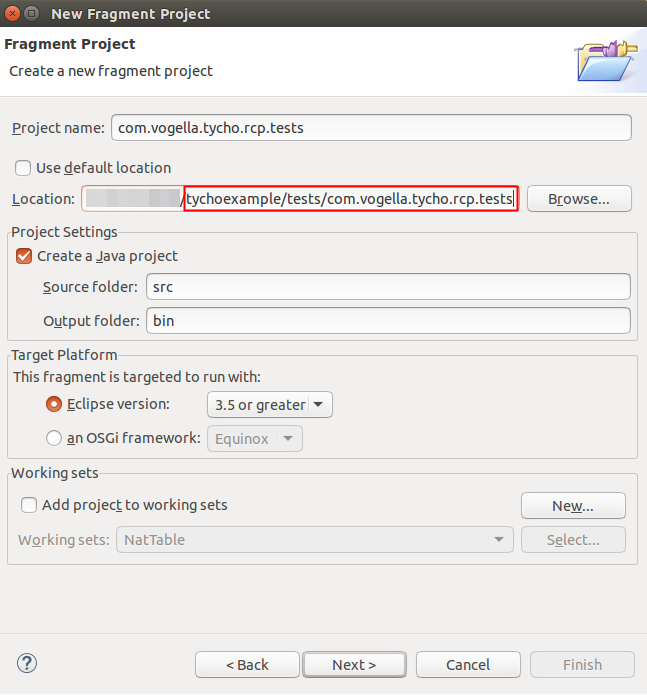 New Fragment Project
Fragment Project
Create a new fragment project
Project name: com.vogella.tycho.rcp.tests
Use default location
Location: /tychoexample/tests/com.vogella.tycho.rcp.tests Browse...
Project Settings
Create a Java project
Source folder: src
Output folder: bin
Target Platform
This fragment is targeted to run with:
Eclipse version: 3.5 or greater
an OSGi framework: Equinox
Working sets
Add project to working sets New...
Working sets: NatTable Select...
? < Back Next > Cancel Finish